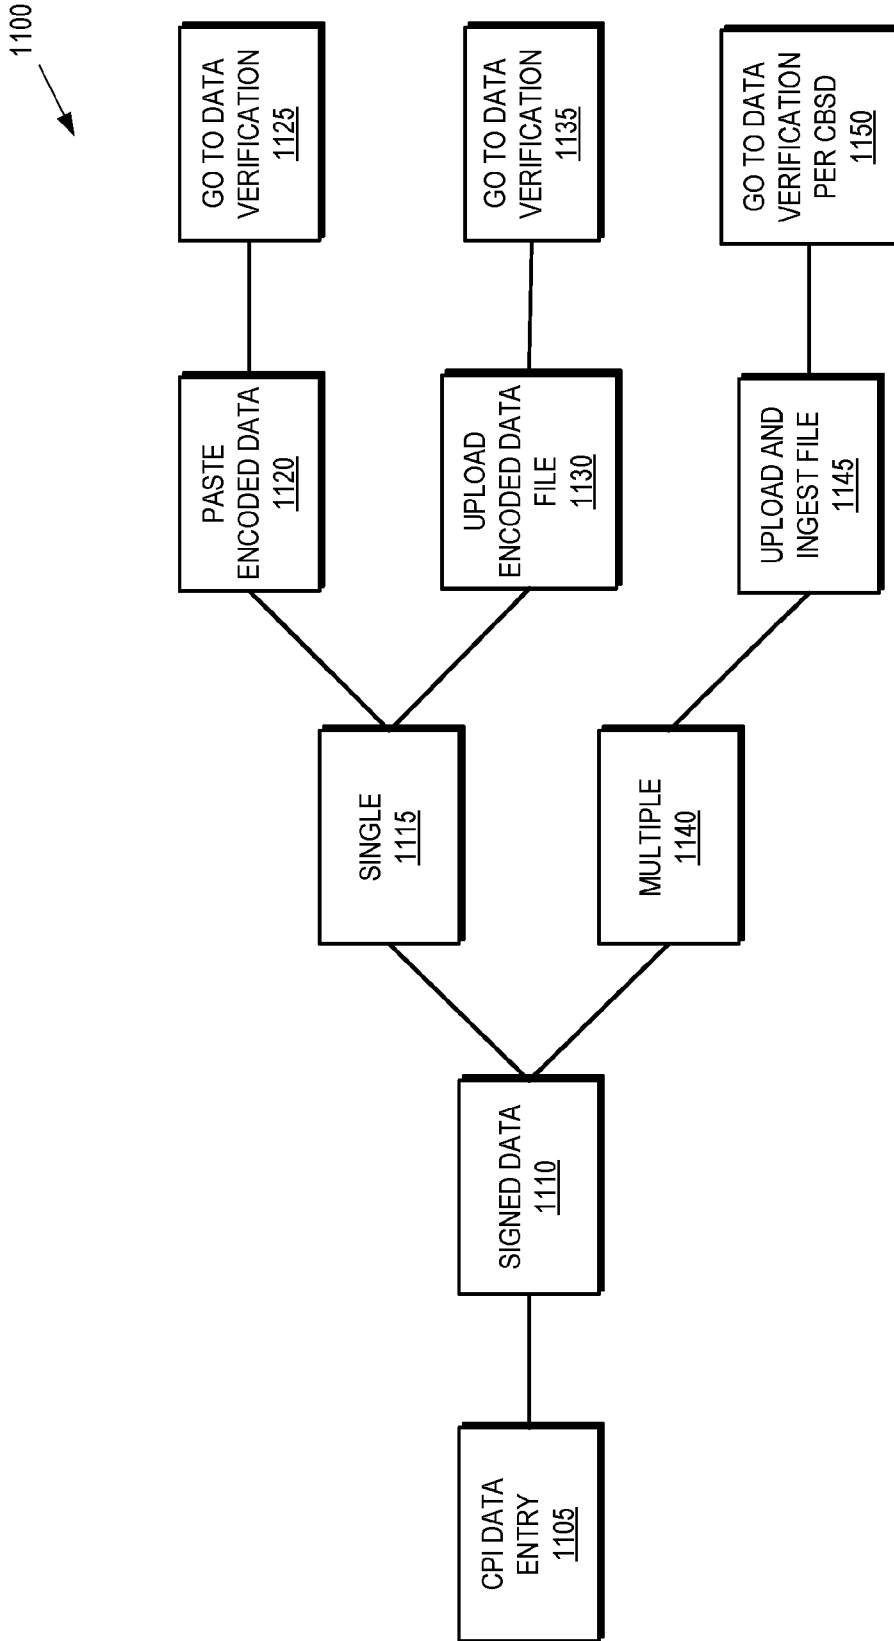 1100
CPI DATA
ENTRY
1105
SIGNED DATA
1110
SINGLE
1115
PASTE
ENCODED DATA
1120
GO TO DATA
VERIFICATION
1125
UPLOAD
ENCODED DATA
FILE
1130
GO TO DATA
VERIFICATION
1135
MULTIPLE
1140
UPLOAD AND
INGEST FILE
1145
GO TO DATA
VERIFICATION
PER CBSD
1150